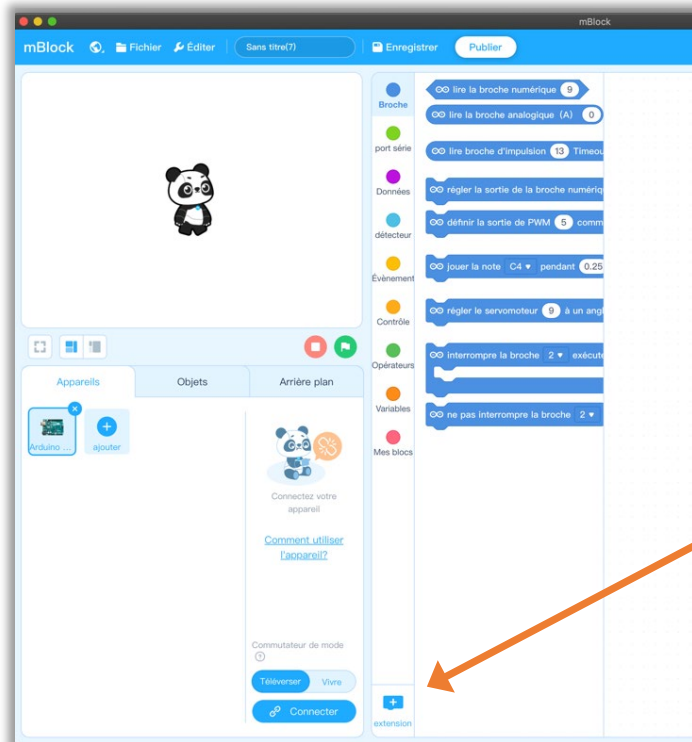 mBlock
mBlock Fichier Éditer Sans titre(7) Enregistrer Publier
Broche
port série
Données
détecteur
Évènement
Contrôle
Opérateurs
Variables
Mes blocs
extension
lire la broche numérique 9
lire la broche analogique (A) 0
lire broche d'impulsion 13 Timeou
régler la sortie de la broche numériq
définir la sortie de PWM 5 comm
jouer la note C4 pendant 0.25
régler le servomoteur 9 à un angl
interrompre la broche 2 exécute
ne pas interrompre la broche 2
Appareils Objets Arrière plan
Arduino ...
ajouter
Connectez votre
appareil
Comment utiliser
l'appareil?
Commutateur de mode
?
Téléverser Vivre
Connecter